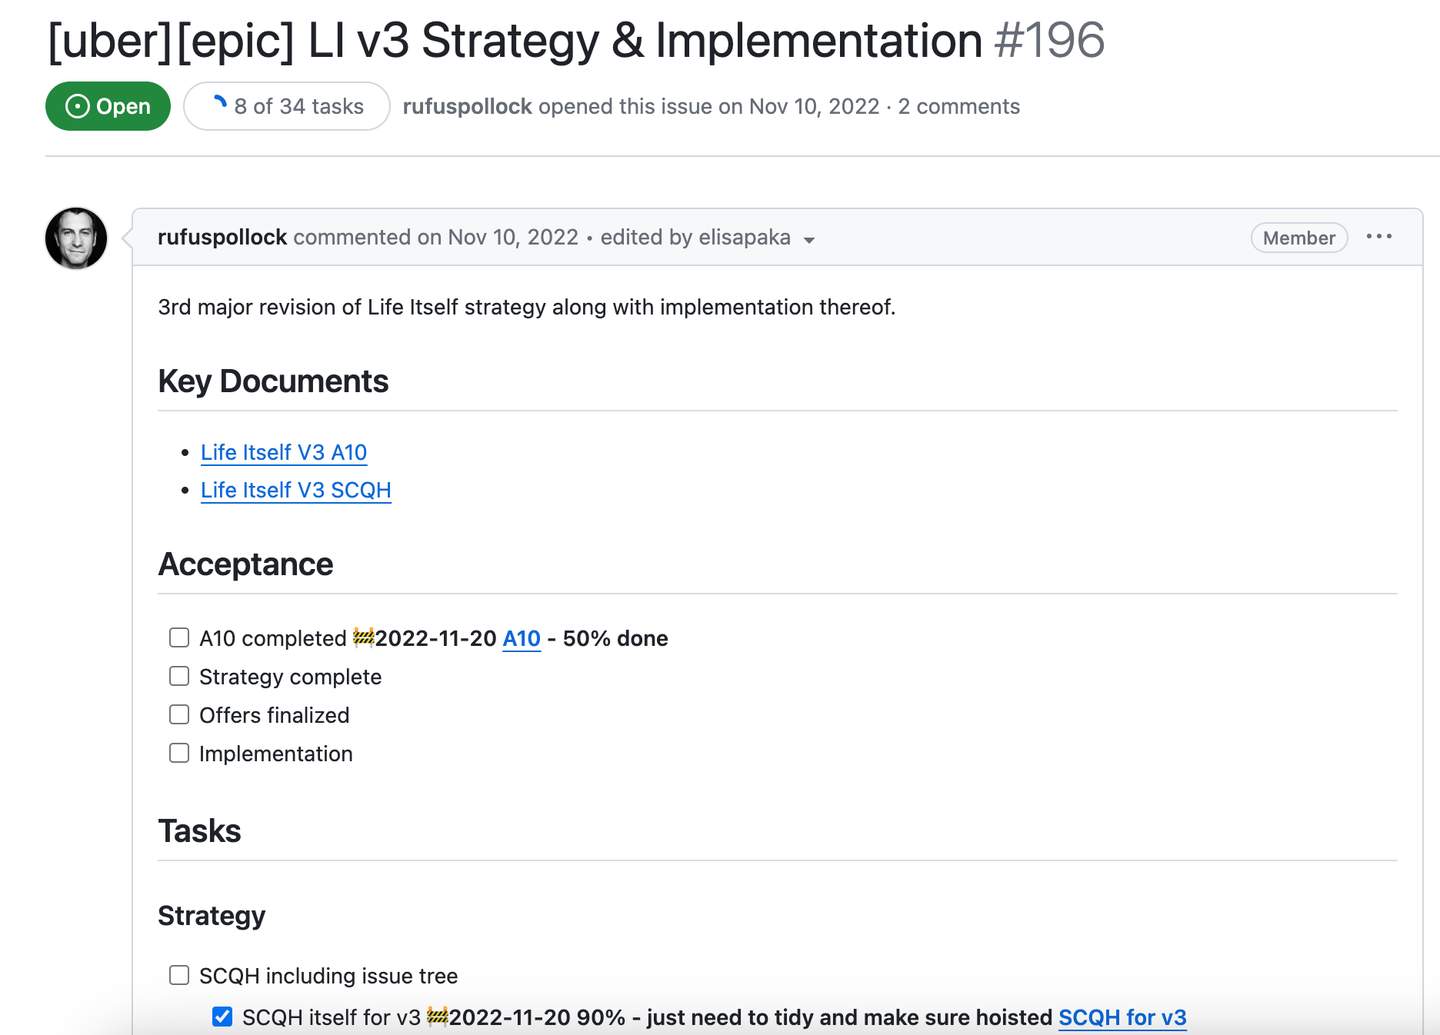 [uber][epic] LI v3 Strategy & Implementation #196
Open 8 of 34 tasks rufuspollock opened this issue on Nov 10, 2022 · 2 comments
rufuspollock commented on Nov 10, 2022 • edited by elisapaka Member
3rd major revision of Life Itself strategy along with implementation thereof.
Key Documents
• Life Itself V3 A10
• Life Itself V3 SCQH
Acceptance
A10 completed 🚧2022-11-20 A10 - 50% done
Strategy complete
Offers finalized
Implementation
Tasks
Strategy
SCQH including issue tree
SCQH itself for v3 🚧2022-11-20 90% - just need to tidy and make sure hoisted SCQH for v3